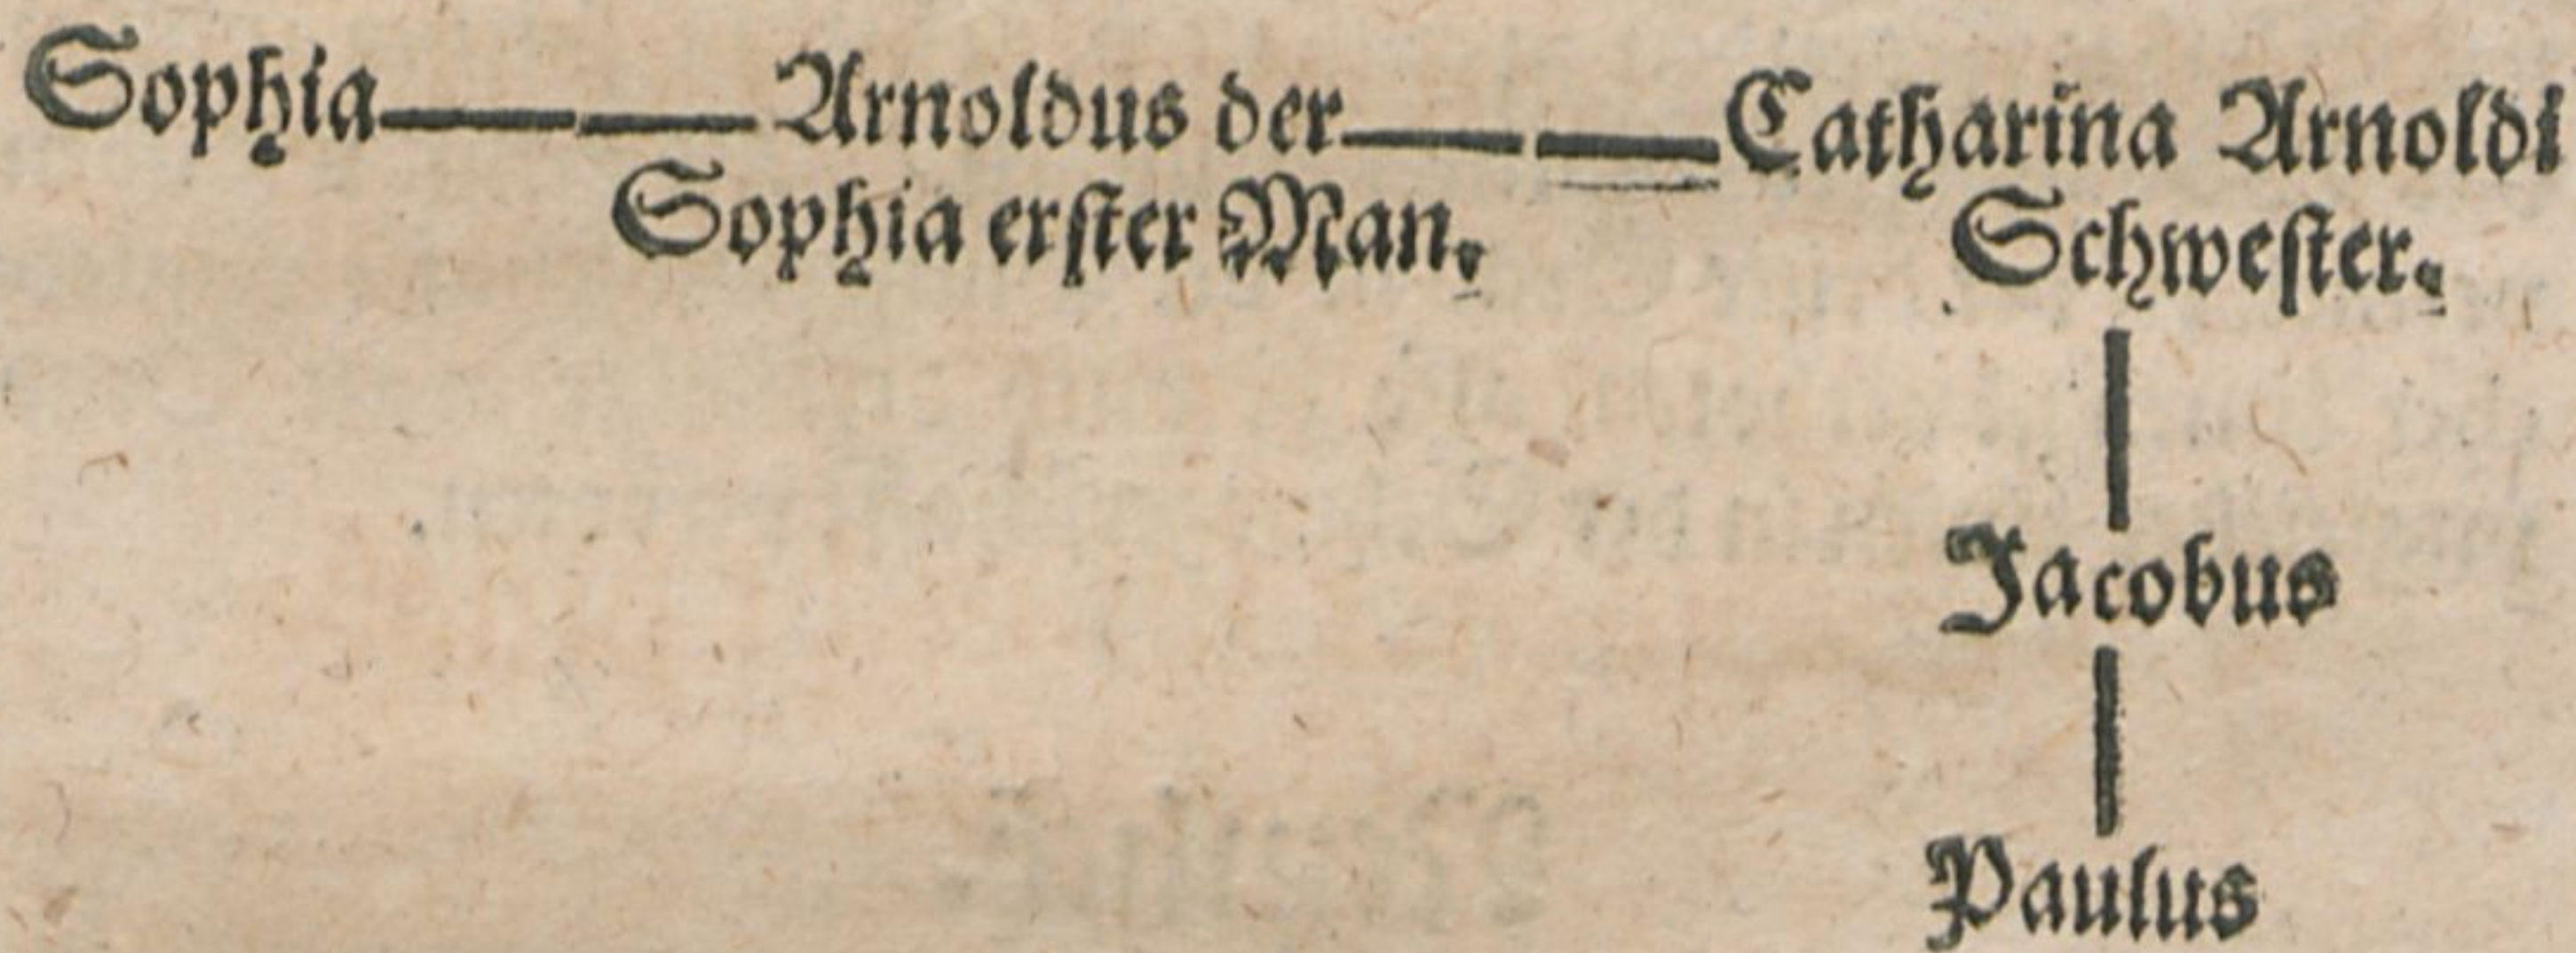 Sophia Arnoldus der Catharina Arnoldi
Sophia erſter Man. Schweſter.
Jacobus
Paulus